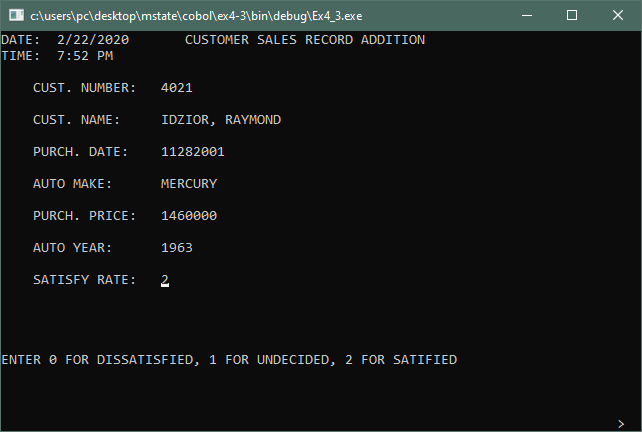 c:\users\pc\desktop\mstate\cobol\ex4-3\bin\debug\Ex4_3.exe
DATE: 2/22/2020 CUSTOMER SALES RECORD ADDITION
TIME: 7:52 PM
CUST. NUMBER: 4021
CUST. NAME: IDZIOR, RAYMOND
PURCH. DATE: 11282001
AUTO MAKE: MERCURY
PURCH. PRICE: 1460000
AUTO YEAR: 1963
SATISFY RATE: 2
ENTER 0 FOR DISSATISFIED, 1 FOR UNDECIDED, 2 FOR SATIFIED
>